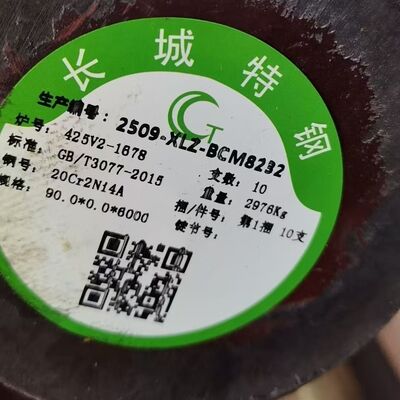 长城特钢
生产编号: 2509-XLZ-BCM8232
炉号: 425V2-1678 支数: 10
标准: GB/T3077-2015 重量: 2976Kg
钢号: 20Cr2Ni4A 捆/件号: 第1捆 10支
规格: 90.0*0.0*6000